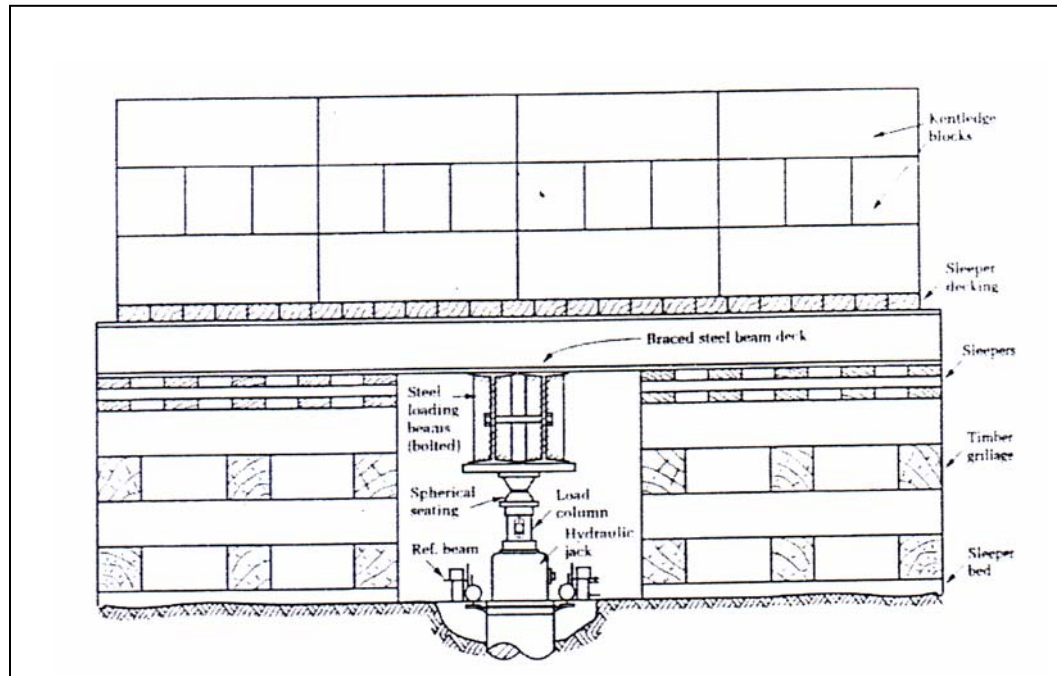 Kentledge
blocks
Sleeper
decking
Braced steel beam deck
Sleepers
Steel
loading
beams
(bolted)
Timber
grillage
Spherical
seating
Load
column
Hydraulic
jack
Ref. beam
Sleeper
bed